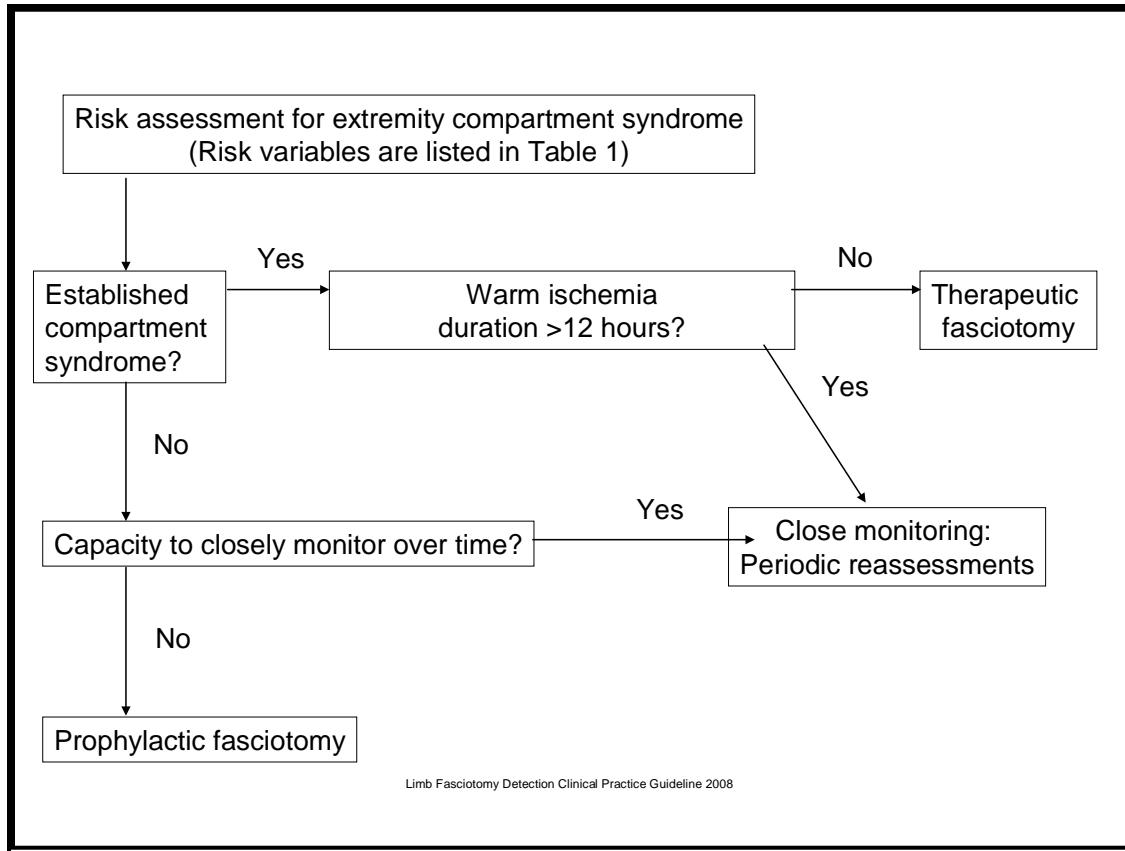 Risk assessment for extremity compartment syndrome
(Risk variables are listed in Table 1)
Yes
No
Established
compartment
syndrome?
Warm ischemia
duration >12 hours?
Therapeutic
fasciotomy
Yes
No
Yes
Capacity to closely monitor over time?
Close monitoring:
Periodic reassessments
No
Prophylactic fasciotomy
Limb Fasciotomy Detection Clinical Practice Guideline 2008